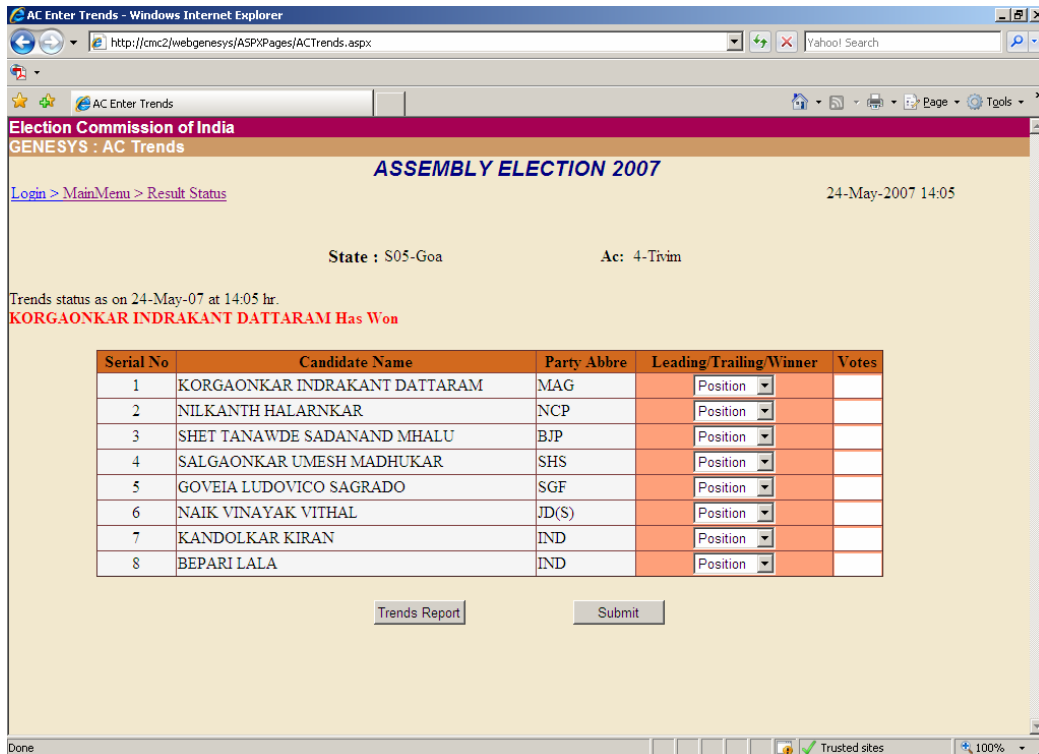 AC Enter Trends - Windows Internet Explorer
http://cmc2/webgenesys/ASPXPages/ACTrends.aspx Yahoo! Search
AC Enter Trends Page Tools
Election Commission of India
GENESYS : AC Trends
ASSEMBLY ELECTION 2007
Login > MainMenu > Result Status 24-May-2007 14:05
State : S05-Goa Ac: 4-Tivim
Trends status as on 24-May-07 at 14:05 hr.
KORGAONKAR INDRAKANT DATTARAM Has Won
Serial No Candidate Name Party Abbre Leading/Trailing/Winner Votes
1 KORGAONKAR INDRAKANT DATTARAM MAG Position
2 NILKANTH HALARNKAR NCP Position
3 SHET TANAWDE SADANAND MHALU BJP Position
4 SALGAONKAR UMESH MADHUKAR SHS Position
5 GOVEIA LUDOVICO SAGRADO SGF Position
6 NAIK VINAYAK VITHAL JD(S) Position
7 KANDOLKAR KIRAN IND Position
8 BEPARI LALA IND Position
Trends Report Submit
Done Trusted sites 100%